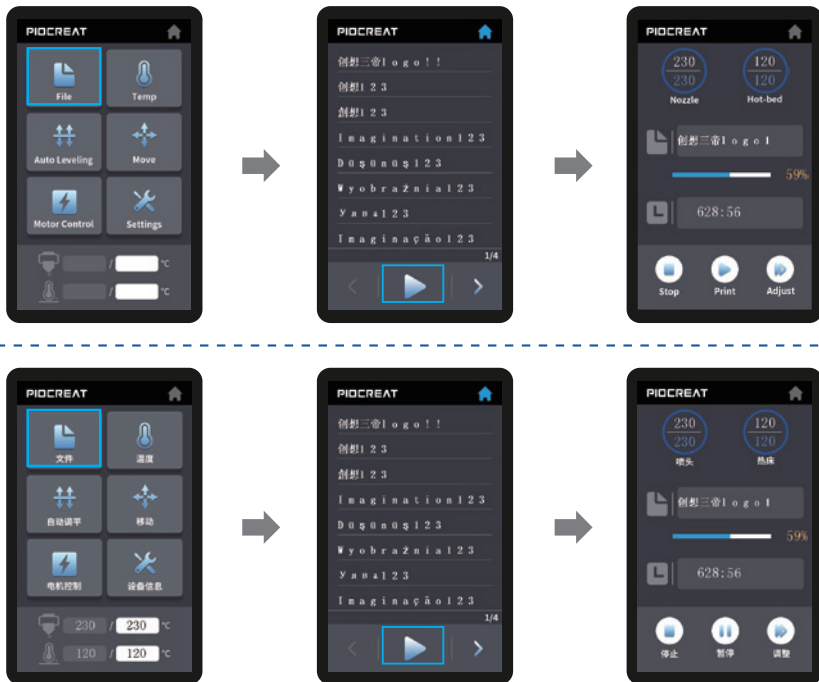 PIOCREAT
File
Temp
Auto Leveling
Move
Motor Control
Settings
/ ℃
/ ℃
PIOCREAT
创想三帝logo!!
创想123
創想123
Imagination123
Düşünüş123
Wyobraźnia123
Уява123
Imaginação123
1/4
PIOCREAT
230 120
230 120
Nozzle Hot-bed
创想三帝logo1
59%
628:56
Stop Print Adjust
PIOCREAT
文件
温度
自动调平
移动
电机控制
设备信息
230 / 230 ℃
120 / 120 ℃
PIOCREAT
创想三帝logo!!
创想123
創想123
Imagination123
Düşünüş123
Wyobraźnia123
Уява123
Imaginação123
1/4
PIOCREAT
230 120
230 120
喷头 热床
创想三帝logo1
59%
628:56
停止 暂停 调整